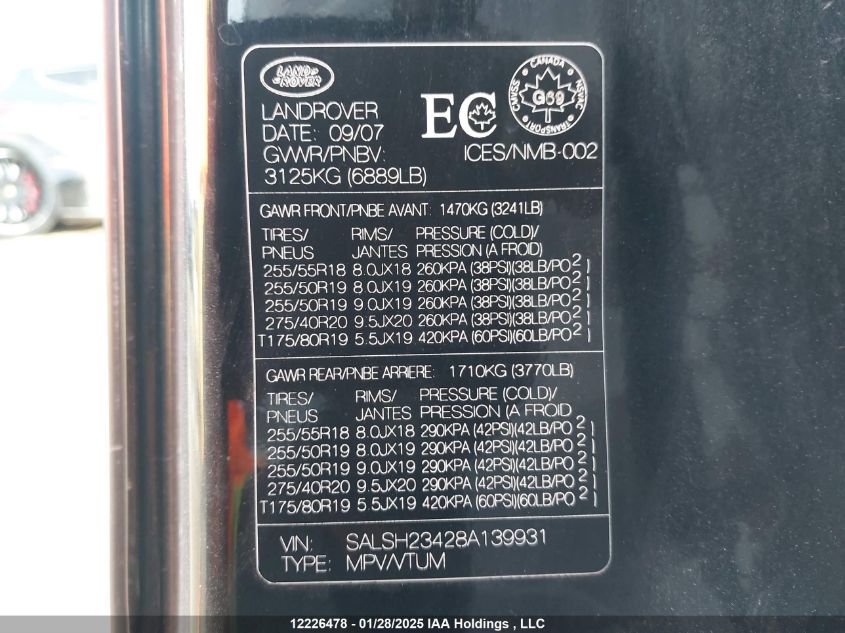 LAND ROVER
LANDROVER
DATE: 09/07
GVWR/PNBV:
3125KG (6889LB)
EC
CANADA
CMVSS NSVAC
G69
TRANSPORT
ICES/NMB-002
GAWR FRONT/PNBE AVANT: 1470KG (3241LB)
TIRES/ RIMS/ PRESSURE (COLD)/
PNEUS JANTES PRESSION (A FROID)
255/55R18 8.0JX18 260KPA (38PSI)(38LB/PO2)
255/50R19 8.0JX19 260KPA (38PSI)(38LB/PO2)
255/50R19 9.0JX19 260KPA (38PSI)(38LB/PO2)
275/40R20 9.5JX20 260KPA (38PSI)(38LB/PO2)
T175/80R19 5.5JX19 420KPA (60PSI)(60LB/PO2)
GAWR REAR/PNBE ARRIERE: 1710KG (3770LB)
TIRES/ RIMS/ PRESSURE (COLD)/
PNEUS JANTES PRESSION (A FROID
255/55R18 8.0JX18 290KPA (42PSI)(42LB/PO2)
255/50R19 8.0JX19 290KPA (42PSI)(42LB/PO2)
255/50R19 9.0JX19 290KPA (42PSI)(42LB/PO2)
275/40R20 9.5JX20 290KPA (42PSI)(42LB/PO2)
T175/80R19 5.5JX19 420KPA (60PSI)(60LB/PO2)
VIN: SALSH23428A139931
TYPE: MPV/VTUM
12226478 - 01/28/2025 IAA Holdings , LLC